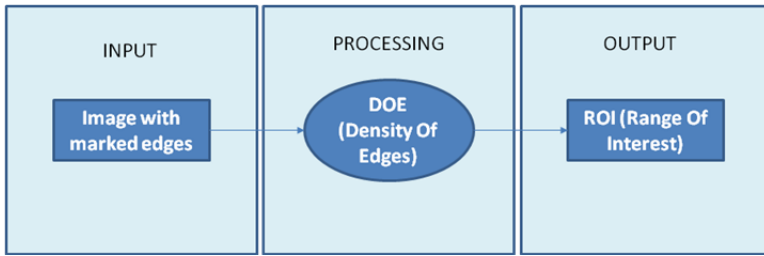 INPUT
Image with
marked edges
PROCESSING
DOE
(Density Of
Edges)
OUTPUT
ROI (Range Of
Interest)